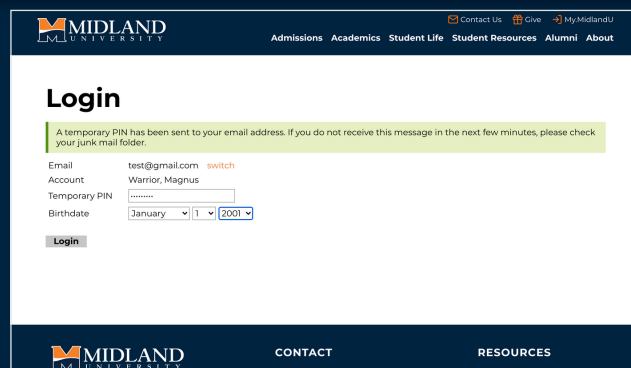 Contact Us Give My.MidlandU
MIDLAND
UNIVERSITY
Admissions Academics Student Life Student Resources Alumni About
Login
A temporary PIN has been sent to your email address. If you do not receive this message in the next few minutes, please check
your junk mail folder.
Email test@gmail.com switch
Account Warrior, Magnus
Temporary PIN ·········
Birthdate January 1 2001
Login
MIDLAND
UNIVERSITY
CONTACT RESOURCES